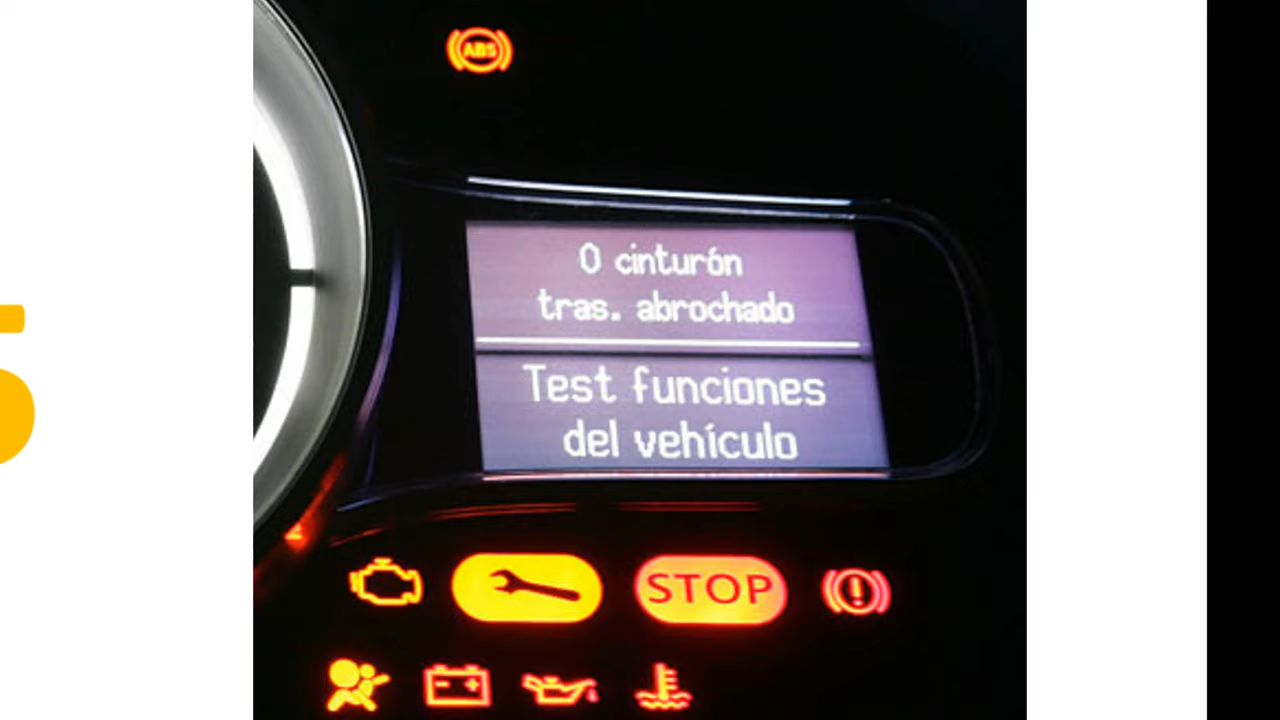 ABS
0 cinturón
tras. abrochado
Test funciones
del vehículo
STOP